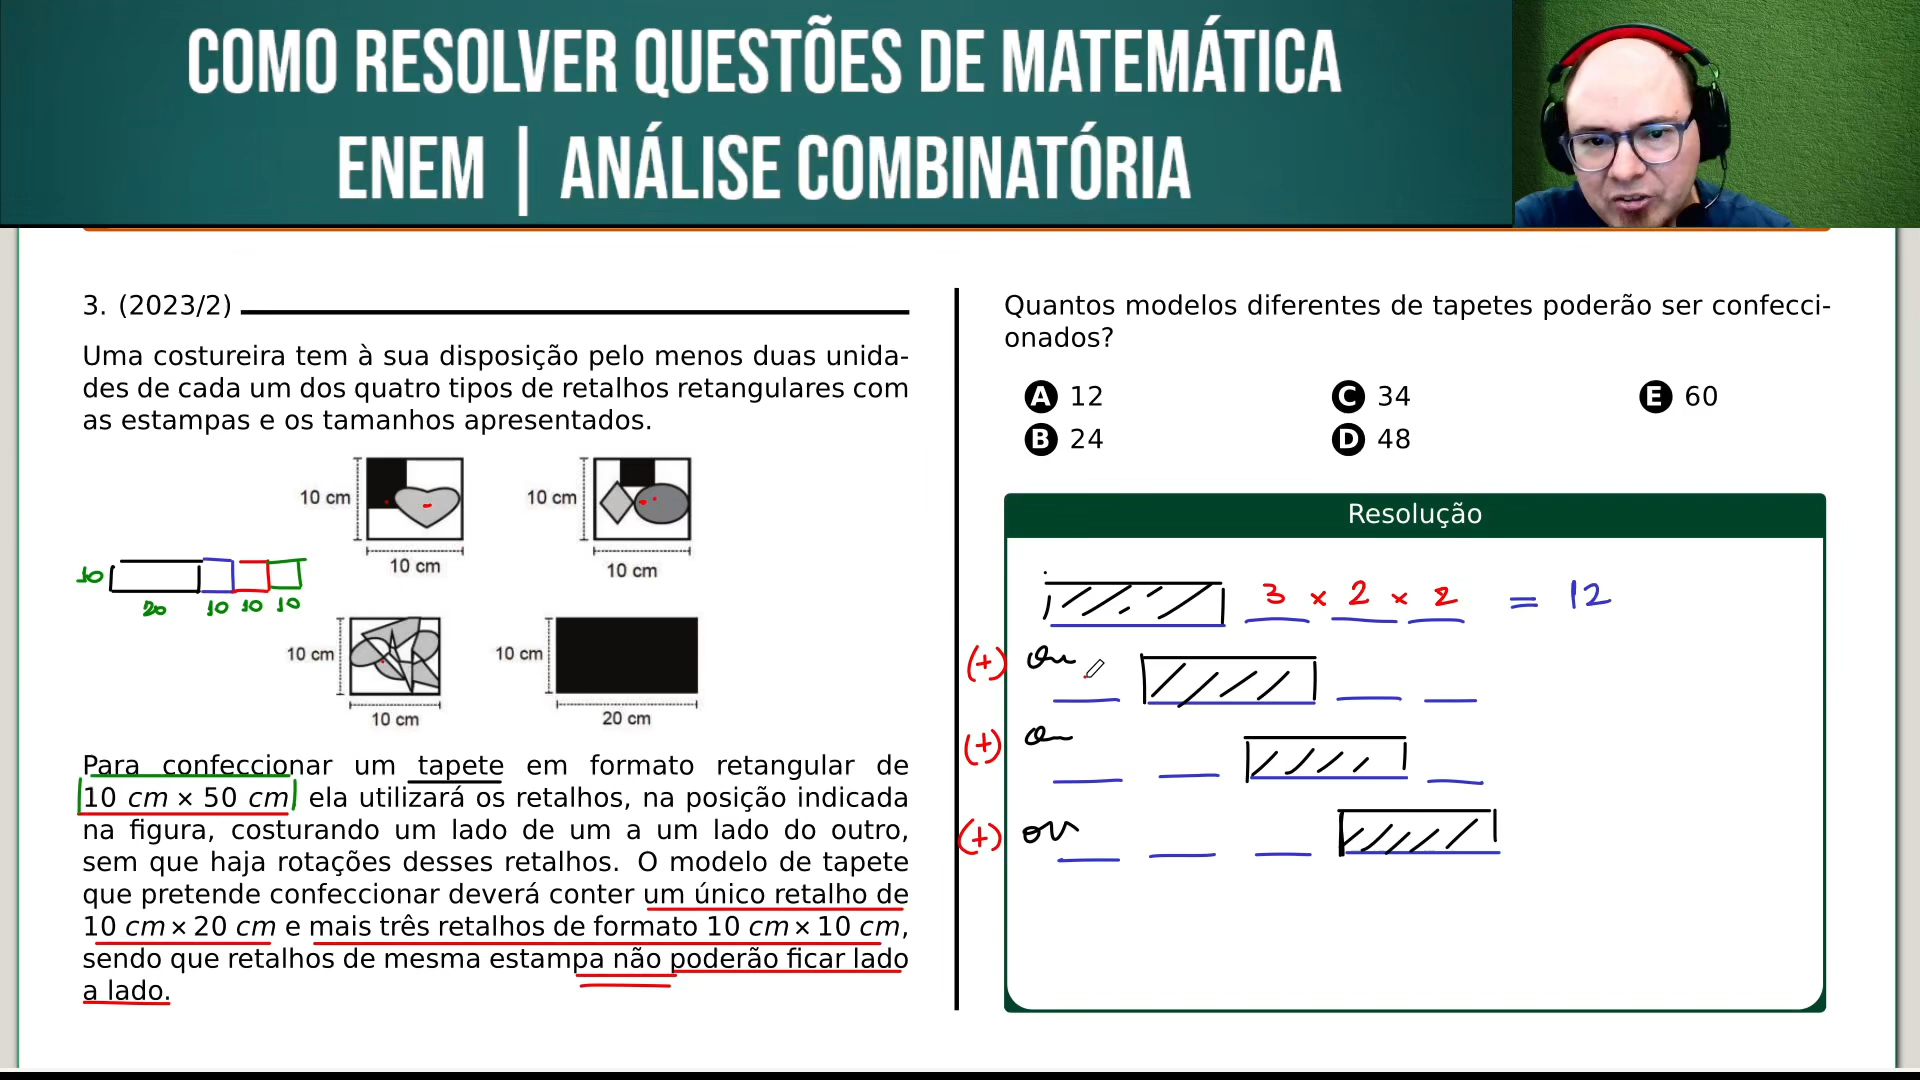 COMO RESOLVER QUESTÕES DE MATEMÁTICA
ENEM | ANÁLISE COMBINATÓRIA
3. (2023/2)
Uma costureira tem à sua disposição pelo menos duas unida-
des de cada um dos quatro tipos de retalhos retangulares com
as estampas e os tamanhos apresentados.
10 cm
10 cm
10 cm
10 cm
10
20 10 10 10
10 cm
10 cm
10 cm
20 cm
Para confeccionar um tapete em formato retangular de
10 cm × 50 cm, ela utilizará os retalhos, na posição indicada
na figura, costurando um lado de um a um lado do outro,
sem que haja rotações desses retalhos. O modelo de tapete
que pretende confeccionar deverá conter um único retalho de
10 cm × 20 cm e mais três retalhos de formato 10 cm × 10 cm,
sendo que retalhos de mesma estampa não poderão ficar lado
a lado.
Quantos modelos diferentes de tapetes poderão ser confecci-
onados?
A 12
C 34
E 60
B 24
D 48
Resolução
3 × 2 × 2 = 12
(+) ou
(+) ou
(+) ou